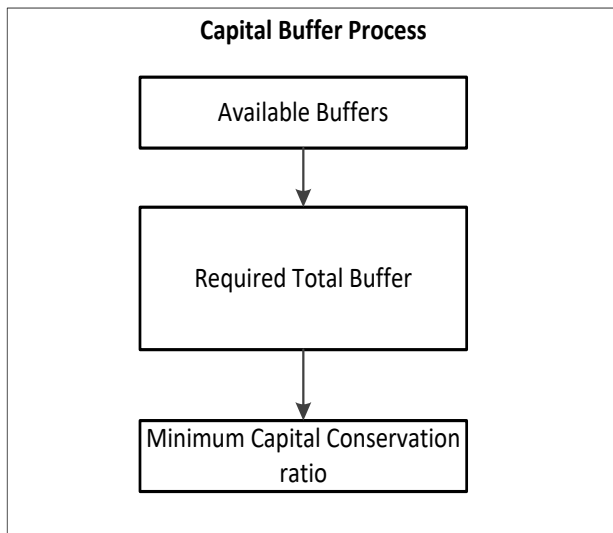 Capital Buffer Process
Available Buffers
Required Total Buffer
Minimum Capital Conservation
ratio